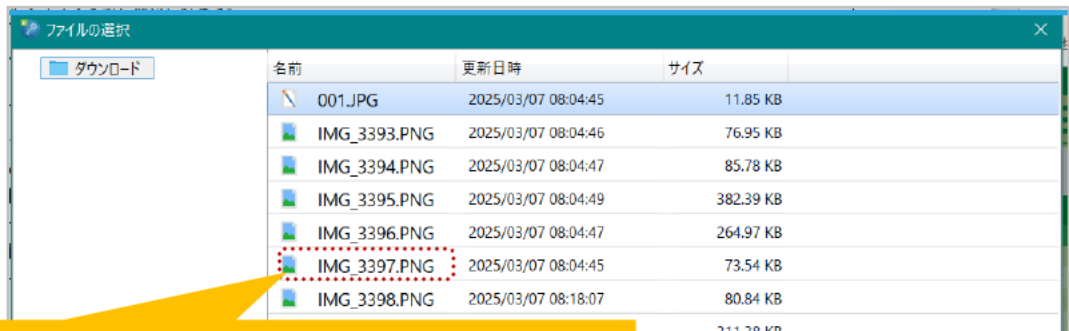 ファイルの選択
ダウンロード
名前 更新日時 サイズ
001.JPG 2025/03/07 08:04:45 11.85 KB
IMG_3393.PNG 2025/03/07 08:04:46 76.95 KB
IMG_3394.PNG 2025/03/07 08:04:47 85.78 KB
IMG_3395.PNG 2025/03/07 08:04:49 382.39 KB
IMG_3396.PNG 2025/03/07 08:04:47 264.97 KB
IMG_3397.PNG 2025/03/07 08:04:45 73.54 KB
IMG_3398.PNG 2025/03/07 08:18:07 80.84 KB